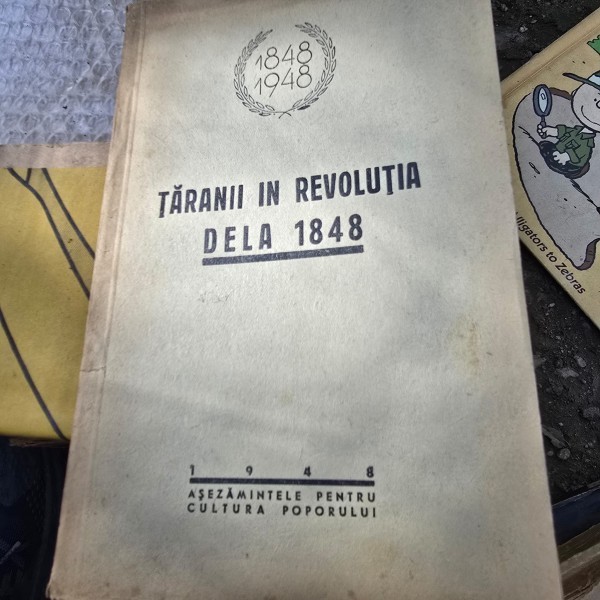 1848
1948
ȚĂRANII IN REVOLUȚIA
DELA 1848
1948
AȘEZĂMINTELE PENTRU
CULTURA POPORULUI
lligators to Zebras